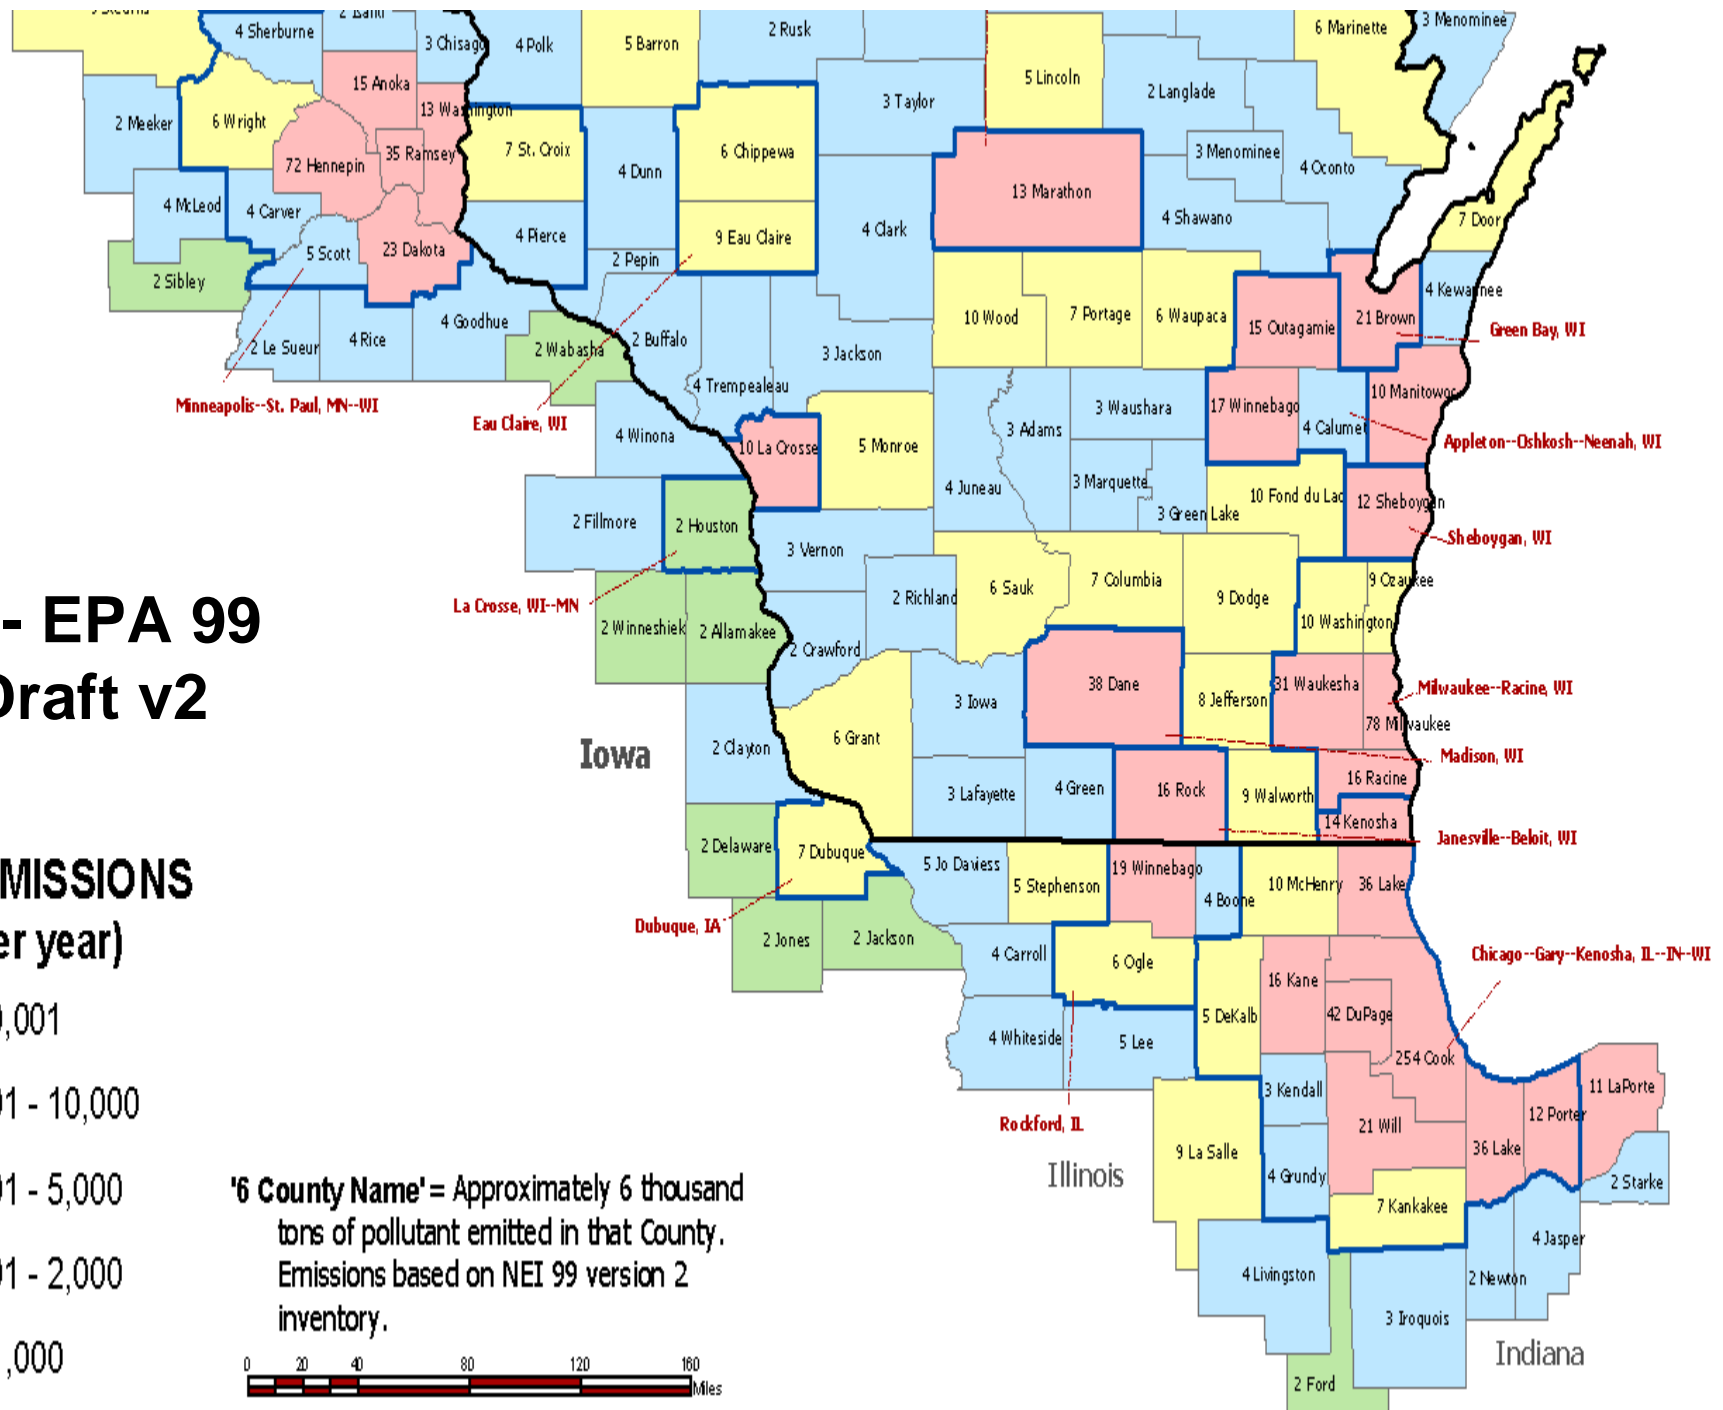 4 Sherburne
3 Chisago
4 Polk
5 Barron
2 Rusk
6 Marinette
3 Menominee
15 Anoka
13 Washington
5 Lincoln
3 Taylor
2 Langlade
2 Meeker
6 Wright
72 Hennepin
35 Ramsey
7 St. Croix
4 Dunn
6 Chippewa
13 Marathon
3 Menominee
4 Oconto
4 McLeod
4 Carver
5 Scott
23 Dakota
4 Pierce
2 Pepin
9 Eau Claire
4 Clark
4 Shawano
7 Door
2 Sibley
4 Kewaunee
2 Le Sueur
4 Rice
4 Goodhue
2 Wabasha
2 Buffalo
4 Trempealeau
3 Jackson
10 Wood
7 Portage
6 Waupaca
15 Outagamie
21 Brown
Green Bay, WI
Minneapolis--St. Paul, MN--WI
Eau Claire, WI
4 Winona
10 La Crosse
5 Monroe
3 Adams
3 Waushara
17 Winnebago
4 Calumet
10 Manitowoc
Appleton--Oshkosh--Neenah, WI
4 Juneau
3 Marquette
3 Green Lake
10 Fond du Lac
12 Sheboygan
Sheboygan, WI
2 Fillmore
2 Houston
3 Vernon
La Crosse, WI--MN
2 Winneshiek
2 Allamakee
2 Crawford
2 Richland
6 Sauk
7 Columbia
9 Dodge
10 Washington
9 Ozaukee
- EPA 99
Draft v2
Iowa
2 Clayton
6 Grant
3 Iowa
38 Dane
8 Jefferson
31 Waukesha
78 Milwaukee
Milwaukee--Racine, WI
Madison, WI
3 Lafayette
4 Green
16 Rock
9 Walworth
16 Racine
14 Kenosha
Janesville--Beloit, WI
2 Delaware
7 Dubuque
Dubuque, IA
2 Jones
2 Jackson
5 Jo Daviess
5 Stephenson
19 Winnebago
4 Boone
10 McHenry
36 Lake
4 Carroll
6 Ogle
16 Kane
42 DuPage
254 Cook
Chicago--Gary--Kenosha, IL--IN--WI
4 Whiteside
5 Lee
5 DeKalb
Rockford, IL
3 Kendall
21 Will
9 La Salle
4 Grundy
7 Kankakee
36 Lake
12 Porter
11 LaPorte
2 Starke
Illinois
4 Livingston
3 Iroquois
2 Newton
4 Jasper
Indiana
2 Ford
MISSIONS
er year)
0,001
01 - 10,000
01 - 5,000
01 - 2,000
,000
'6 County Name' = Approximately 6 thousand
tons of pollutant emitted in that County.
Emissions based on NEI 99 version 2
inventory.
0 20 40 80 120 160
Miles